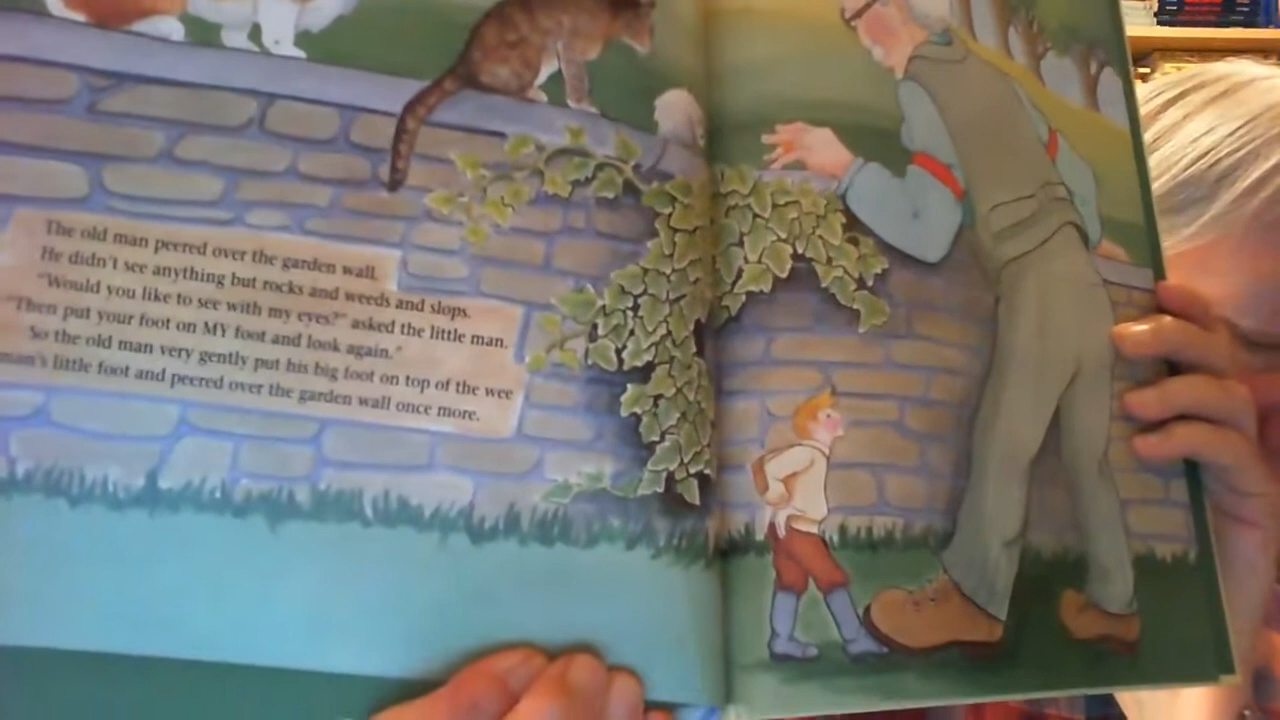 The old man peered over the garden wall.
He didn't see anything but rocks and weeds and slops.
"Would you like to see with my eyes?" asked the little man.
"Then put your foot on MY foot and look again."
So the old man very gently put his big foot on top of the wee
man's little foot and peered over the garden wall once more.